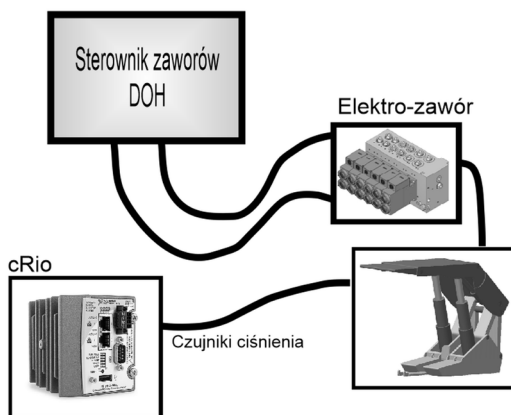 Sterownik zaworów
DOH
Elektro-zawór
cRio
Czujniki ciśnienia